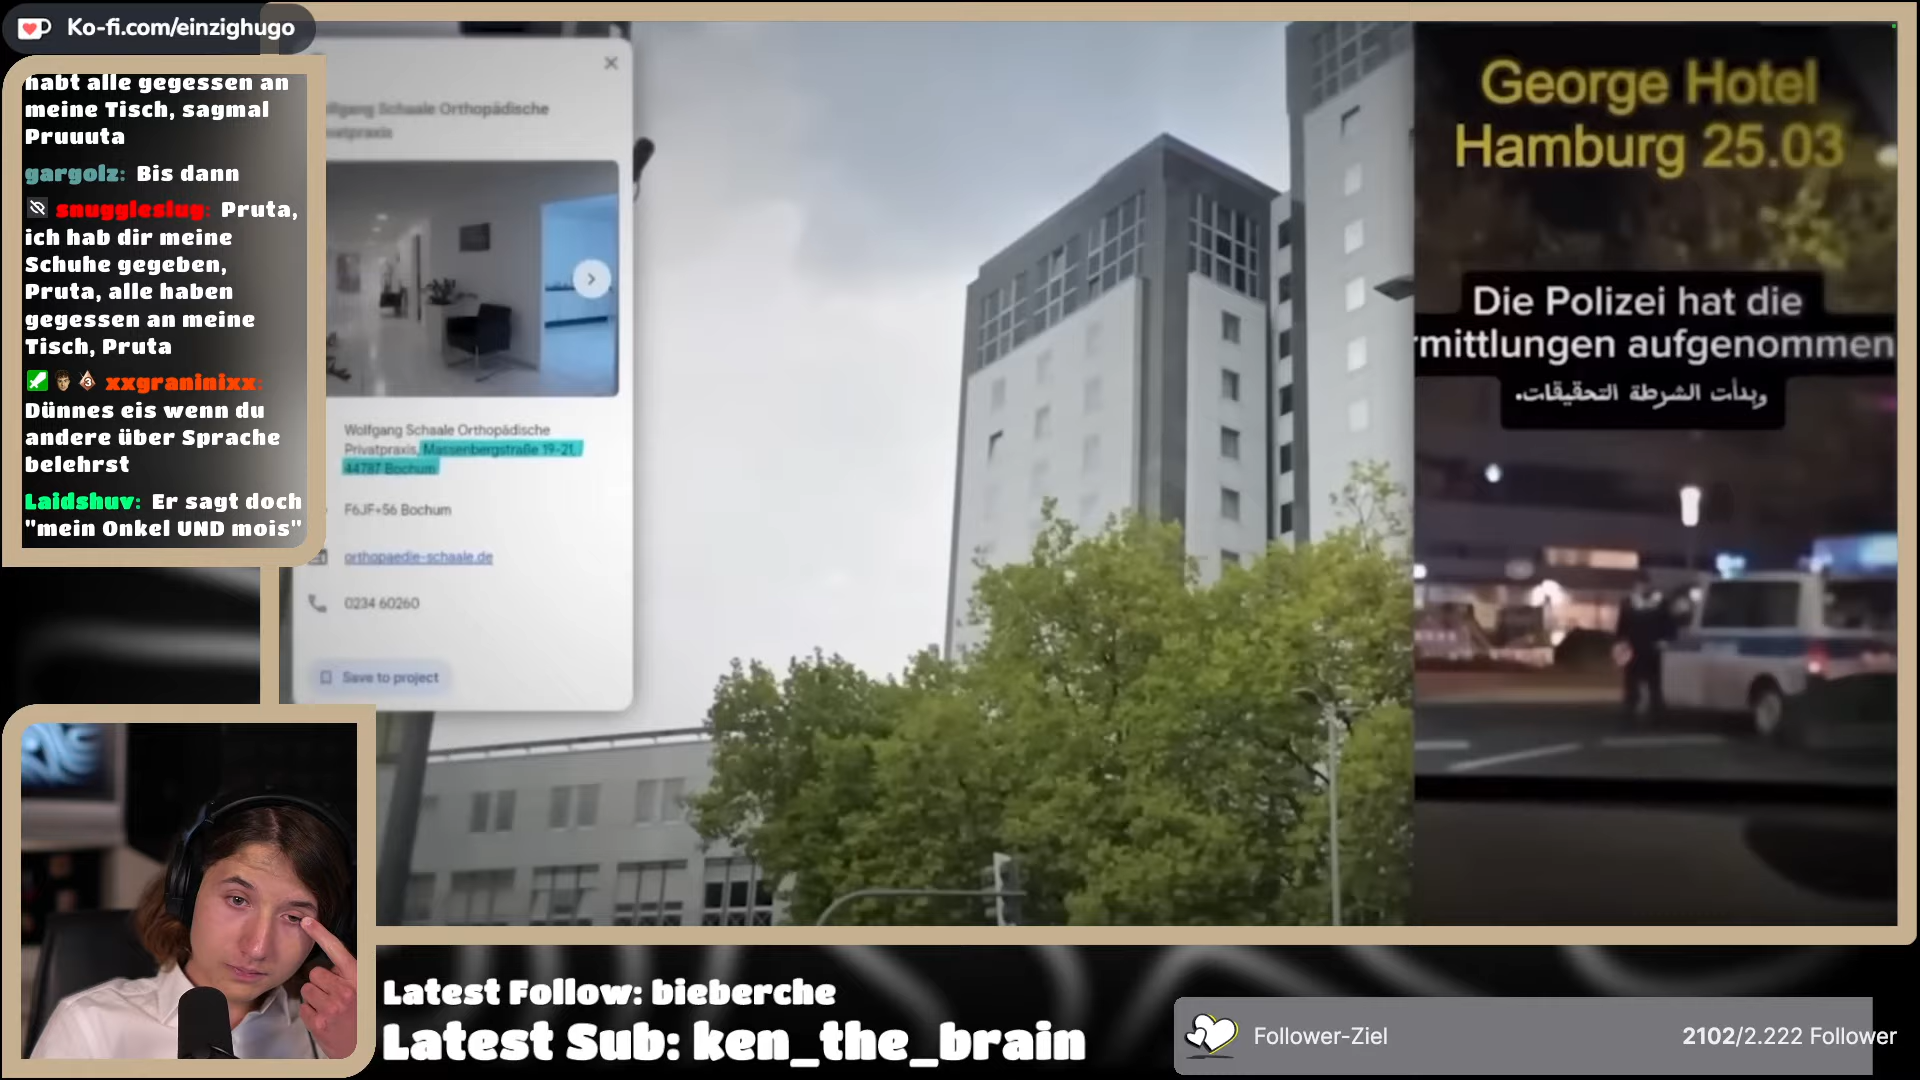 Ko-fi.com/einzighugo
habt alle gegessen an
meine Tisch, sagmal
Pruuuta
gargolz: Bis dann
snuggleslug: Pruta,
ich hab dir meine
Schuhe gegeben,
Pruta, alle haben
gegessen an meine
Tisch, Pruta
xxgraninixx:
Dünnes eis wenn du
andere über Sprache
belehrst
Laidshuv: Er sagt doch
"mein Onkel UND mois"
Schaale Orthopädische
Wolfgang Schaale Orthopädische
Privatpraxis, Massenbergstraße 19-21,
44787 Bochum
F6JF+56 Bochum
orthopaedie-schaale.de
0234 60260
Save to project
George Hotel
Hamburg 25.03
Die Polizei hat die
rmittlungen aufgenommen
وبدأت الشرطة التحقيقات.
Latest Follow: bieberche
Latest Sub: ken_the_brain
Follower-Ziel
2102/2.222 Follower